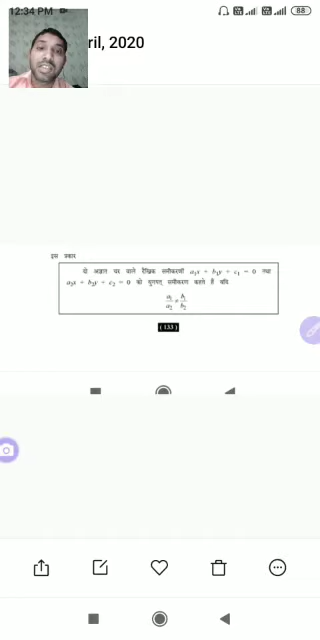 12:34 PM
88
ril, 2020
इस प्रकार
दो अज्ञात चर वाले रैखिक समीकरणों a₁x + b₁y + c₁ = 0 तथा
a₂x + b₂y + c₂ = 0 को युगपत् समीकरण कहते हैं यदि
a₁/a₂ ≠ b₁/b₂
(133)